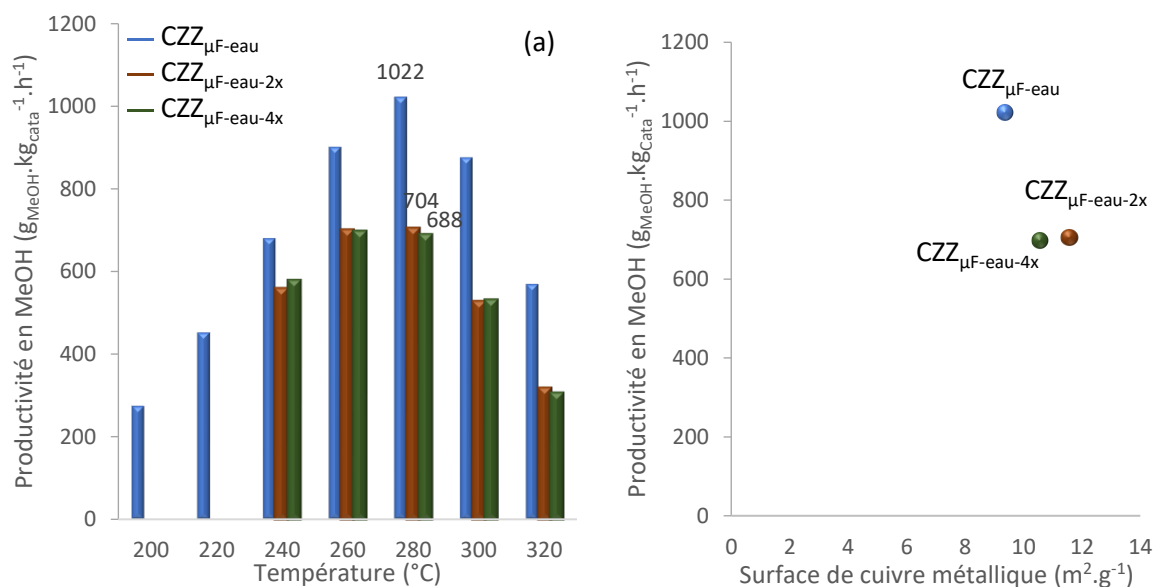 Productivité en MeOH (gMeOH.kgCata-1.h-1)
1200
1000
800
600
400
200
0
CZZµF-eau
CZZµF-eau-2x
CZZµF-eau-4x
(a)
1022
704
688
200 220 240 260 280 300 320
Température (°C)
Productivité en MeOH (gMeOH.kgCata-1.h-1)
1200
1000
800
600
400
200
0
CZZµF-eau
CZZµF-eau-2x
CZZµF-eau-4x
0 2 4 6 8 10 12 14
Surface de cuivre métallique (m2.g-1)